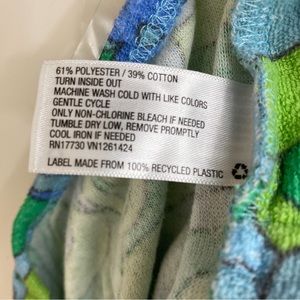 61% POLYESTER / 39% COTTON
TURN INSIDE OUT
MACHINE WASH COLD WITH LIKE COLORS
GENTLE CYCLE
ONLY NON-CHLORINE BLEACH IF NEEDED
TUMBLE DRY LOW, REMOVE PROMPTLY
COOL IRON IF NEEDED
RN17730 VN1261424
LABEL MADE FROM 100% RECYCLED PLASTIC